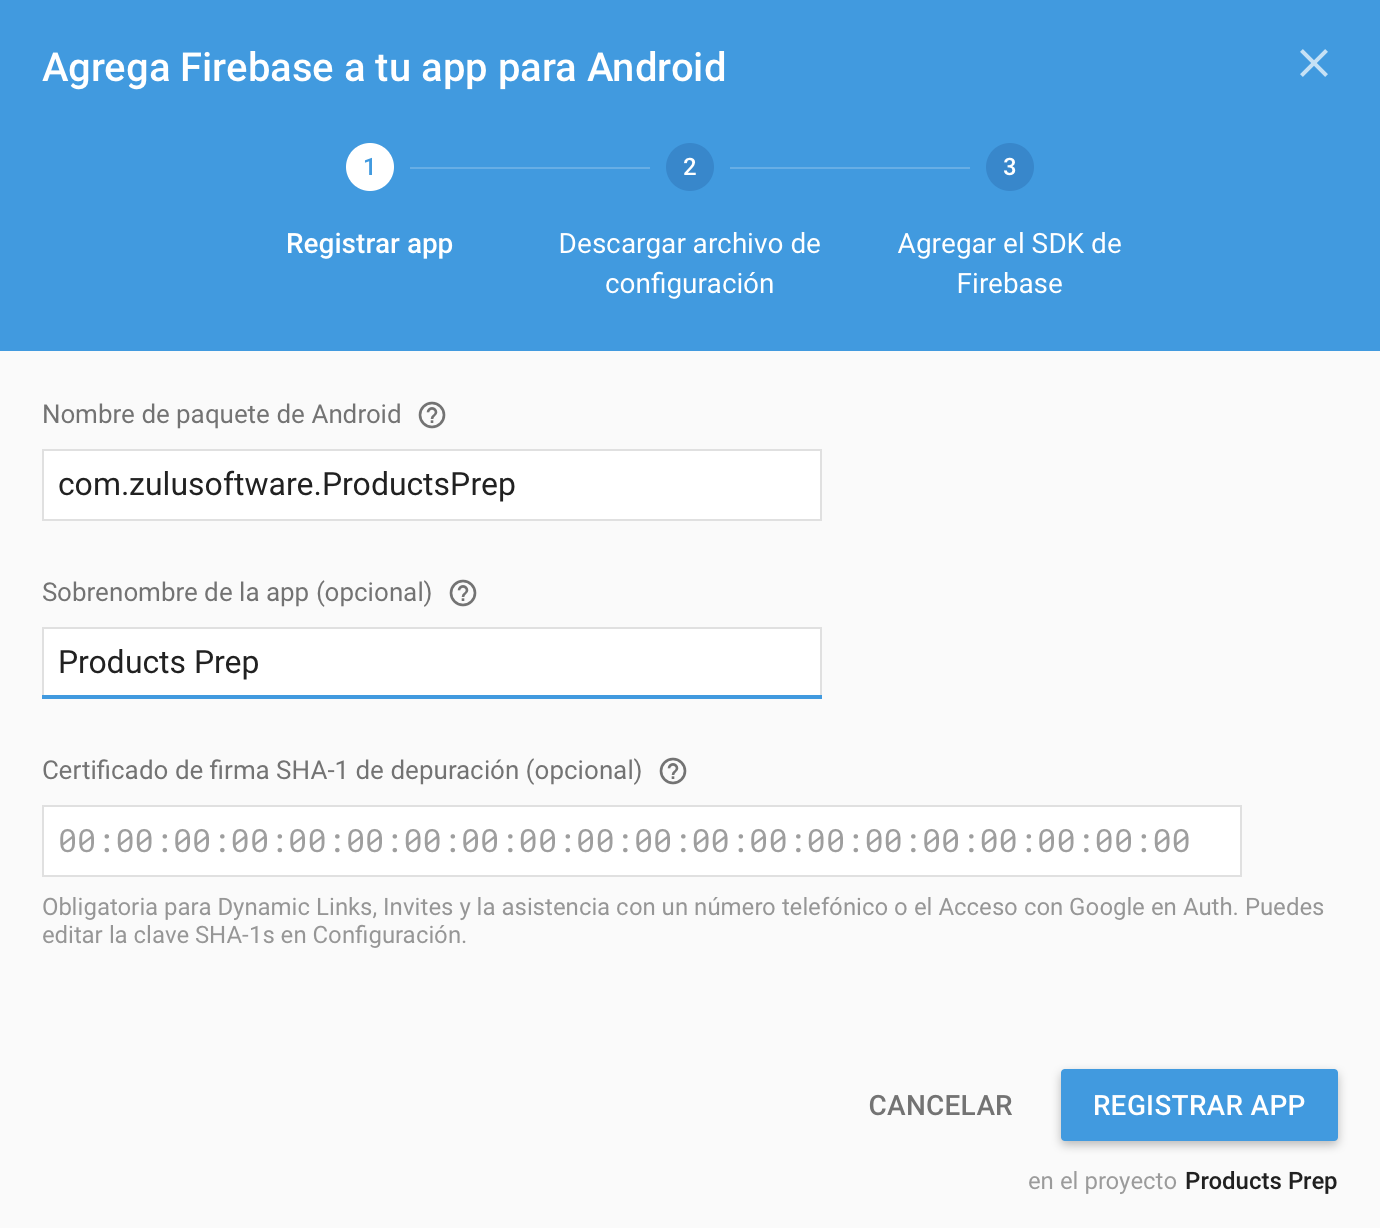 Agrega Firebase a tu app para Android
1
2
3
Registrar app
Descargar archivo de
configuración
Agregar el SDK de
Firebase
Nombre de paquete de Android ?
com.zulusoftware.ProductsPrep
Sobrenombre de la app (opcional) ?
Products Prep
Certificado de firma SHA-1 de depuración (opcional) ?
00:00:00:00:00:00:00:00:00:00:00:00:00:00:00:00:00:00:00:00
Obligatoria para Dynamic Links, Invites y la asistencia con un número telefónico o el Acceso con Google en Auth. Puedes
editar la clave SHA-1s en Configuración.
CANCELAR
REGISTRAR APP
en el proyecto Products Prep